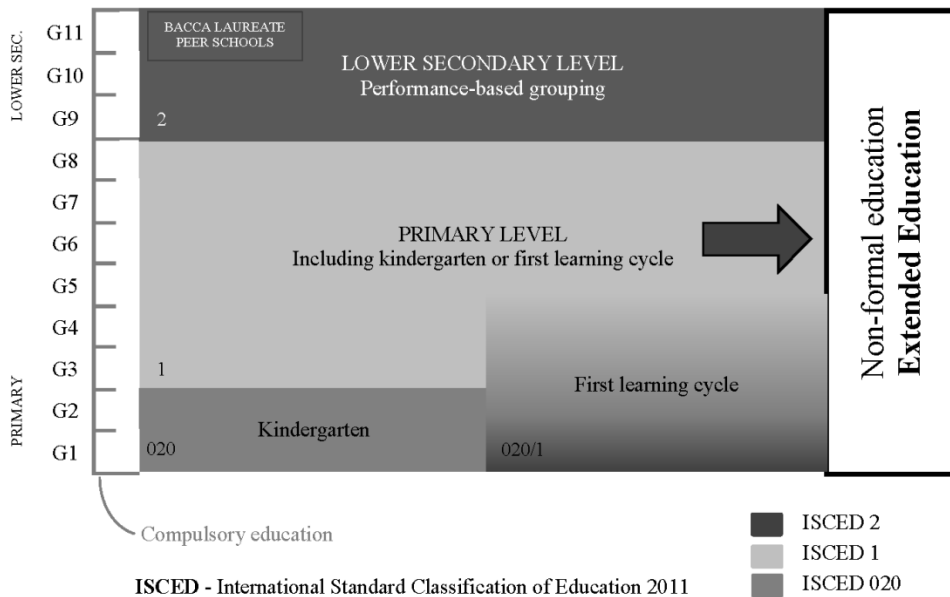 LOWER SEC.
PRIMARY
G11
G10
G9
G8
G7
G6
G5
G4
G3
G2
G1
BACCA LAUREATE
PEER SCHOOLS
LOWER SECONDARY LEVEL
Performance-based grouping
2
PRIMARY LEVEL
Including kindergarten or first learning cycle
1
First learning cycle
Kindergarten
020
020/1
Non-formal education
Extended Education
Compulsory education
ISCED 2
ISCED 1
ISCED 020
ISCED - International Standard Classification of Education 2011